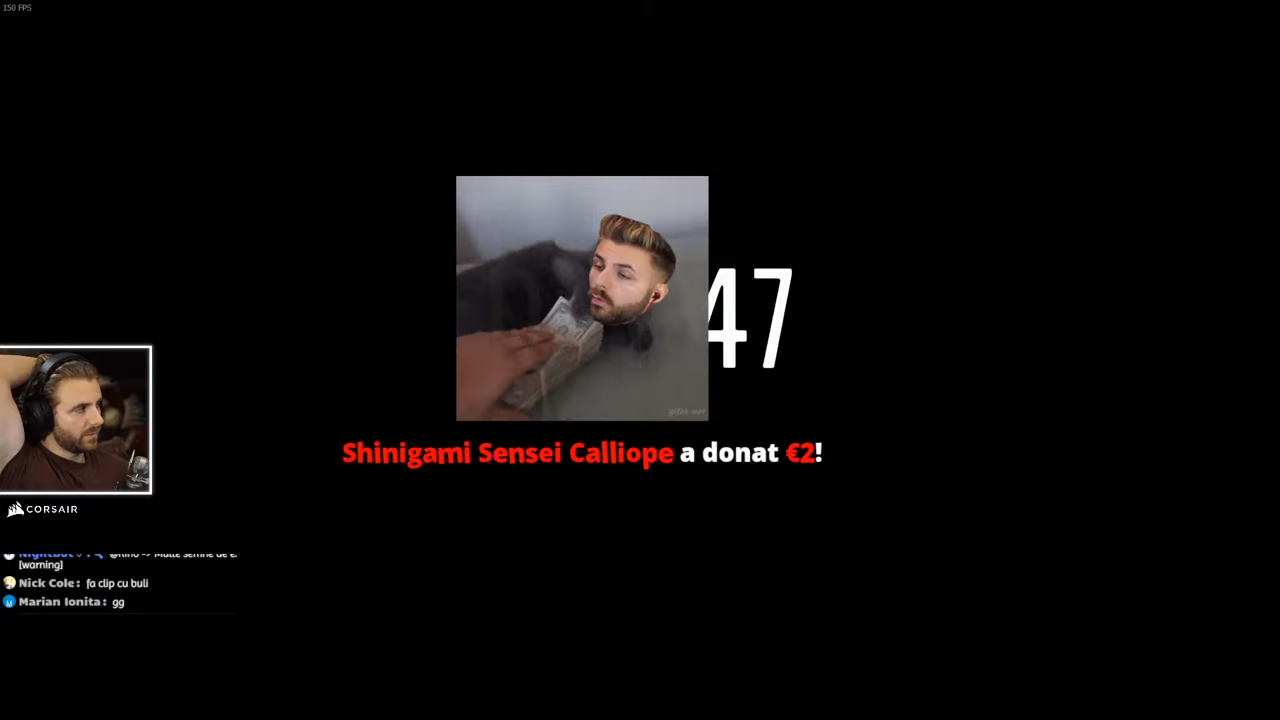 150 FPS
47
Shinigami Sensei Calliope a donat €2!
CORSAIR
[warning]
Nick Cole: fa clip cu buli
Marian Ionita: gg